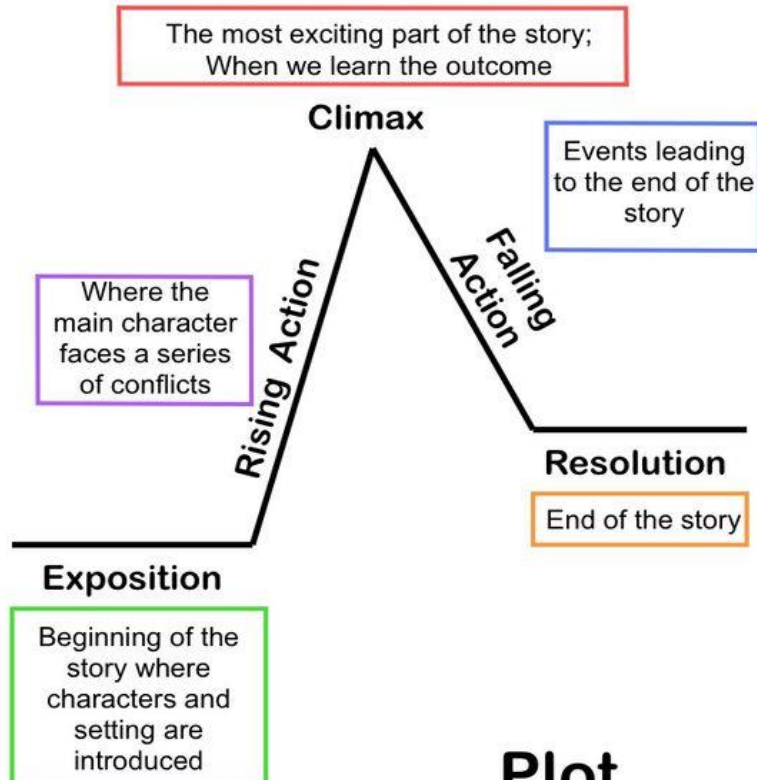 The most exciting part of the story;
When we learn the outcome
Climax
Events leading
to the end of the
story
Falling
Action
Where the
main character
faces a series
of conflicts
Rising Action
Resolution
End of the story
Exposition
Beginning of the
story where
characters and
setting are
introduced
Plot